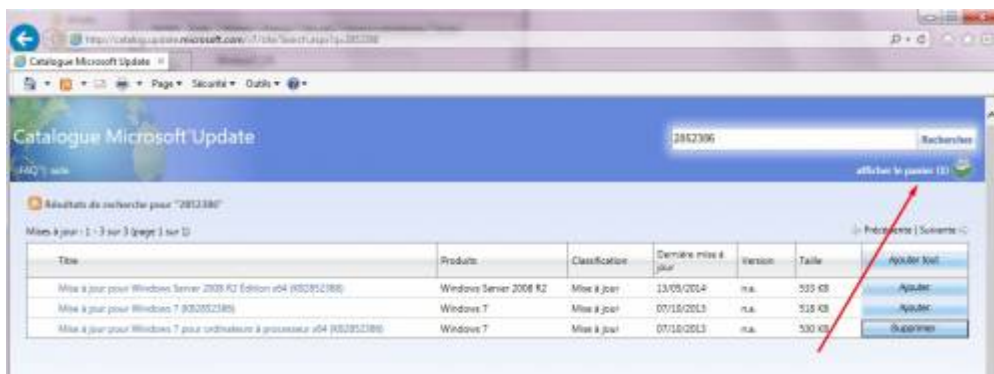 Catalogue Microsoft Update
Page Sécurité Outils
Catalogue Microsoft Update
2852386 Rechercher
FAQ | aide afficher le panier (1)
Résultats de recherche pour "2852386"
Mises à jour : 1 - 3 sur 3 (page 1 sur 1) Précédente | Suivante
Titre Produits Classification Dernière mise à jour Version Taille Ajouter tout
Mise à jour pour Windows Server 2008 R2 Édition x64 (KB2852386) Windows Server 2008 R2 Mise à jour 13/05/2014 n.a. 533 KB Ajouter
Mise à jour pour Windows 7 (KB2852386) Windows 7 Mise à jour 07/10/2013 n.a. 518 KB Ajouter
Mise à jour pour Windows 7 pour ordinateurs à processeur x64 (KB2852386) Windows 7 Mise à jour 07/10/2013 n.a. 530 KB Supprimer